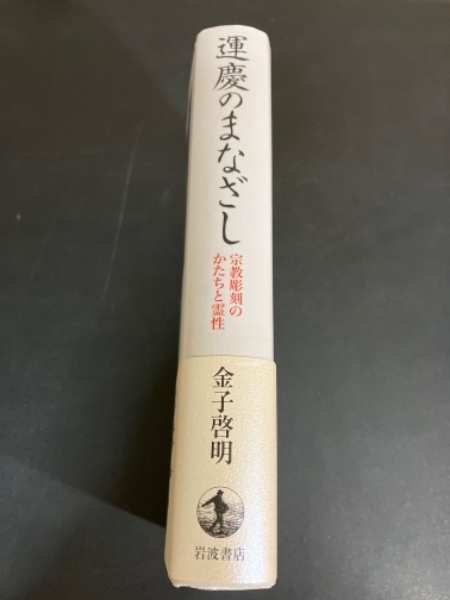 運慶のまなざし
宗教彫刻の
かたちと霊性
金子啓明
岩波書店